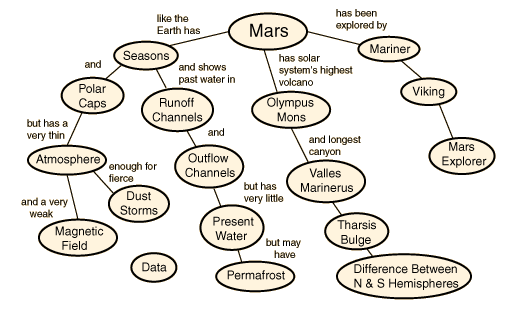 like the
Earth has
Mars
has been
explored by
Seasons
Mariner
and
and shows
past water in
has solar
system's highest
volcano
Polar
Caps
Runoff
Channels
Olympus
Mons
Viking
but has a
very thin
and
and longest
canyon
Mars
Explorer
Atmosphere
enough for
fierce
Outflow
Channels
Valles
Marinerus
and a very
weak
Dust
Storms
but has
very little
Magnetic
Field
Present
Water
Tharsis
Bulge
but may
have
Data
Permafrost
Difference Between
N & S Hemispheres